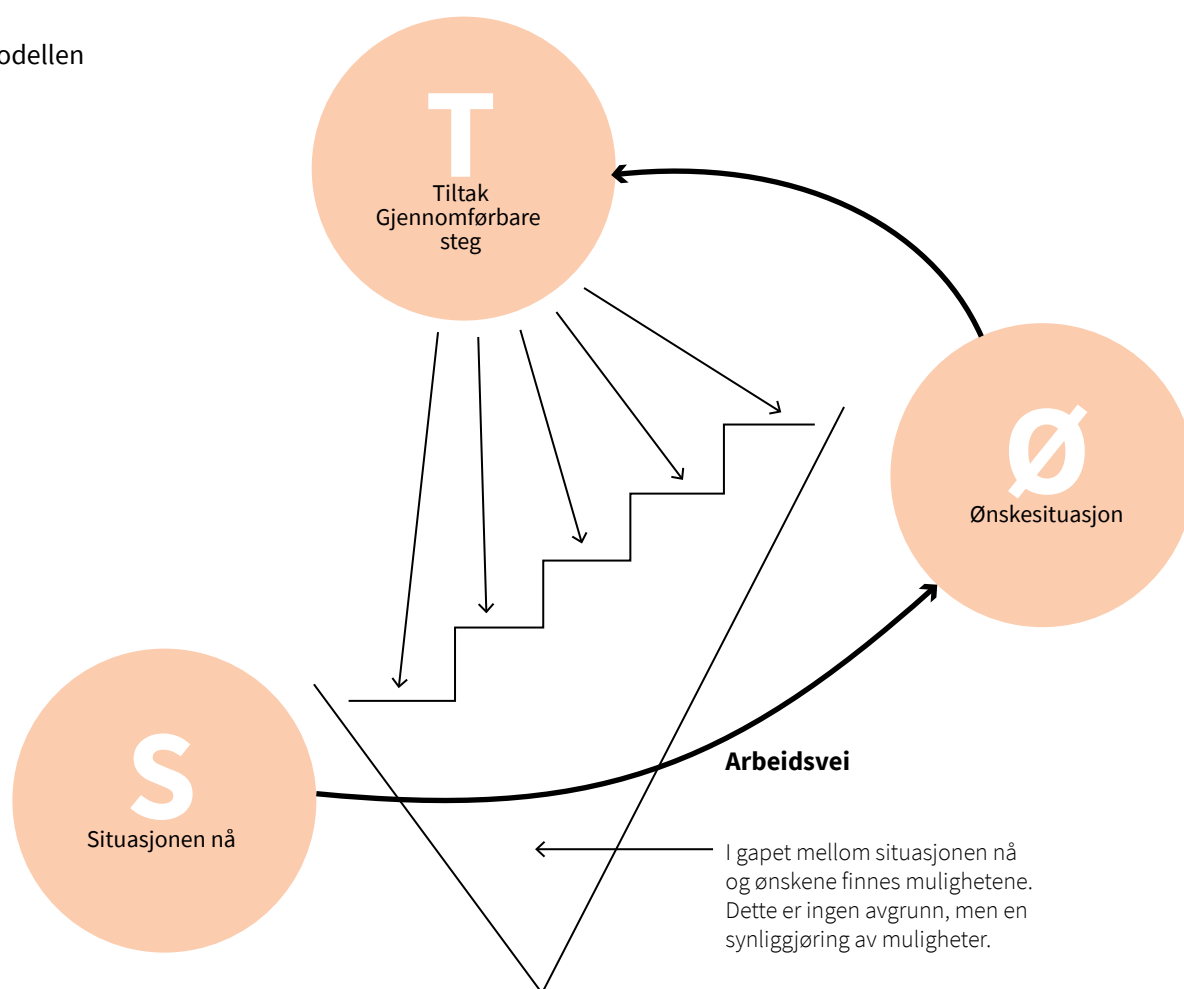 odellen
T
Tiltak
Gjennomførbare
steg
Ø
Ønskesituasjon
S
Situasjonen nå
Arbeidsvei
I gapet mellom situasjonen nå
og ønskene finnes mulighetene.
Dette er ingen avgrunn, men en
synliggjøring av muligheter.